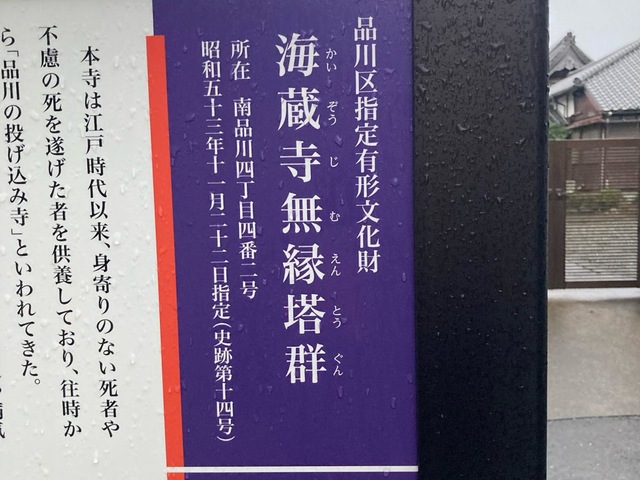 品川区指定有形文化財
かいぞうじむえんとうぐん
海蔵寺無縁塔群
所在 南品川四丁目四番二号
昭和五十三年十一月二十二日指定(史跡第十四号)
本寺は江戸時代以来、身寄りのない死者や
不慮の死を遂げた者を供養しており、往時か
ら「品川の投げ込み寺」といわれてきた。